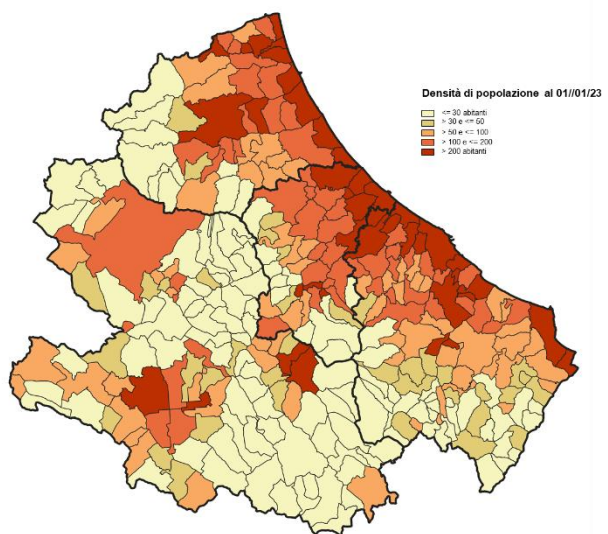 Densità di popolazione al 01//01/23
<= 30 abitanti
> 30 e <= 50
> 50 e <= 100
> 100 e <= 200
> 200 abitanti